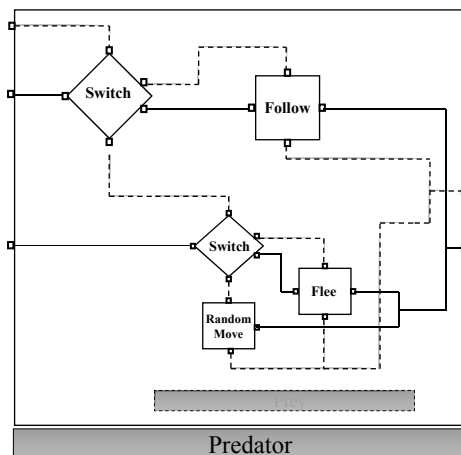 Switch
Follow
Switch
Flee
Random
Move
Prey
Predator